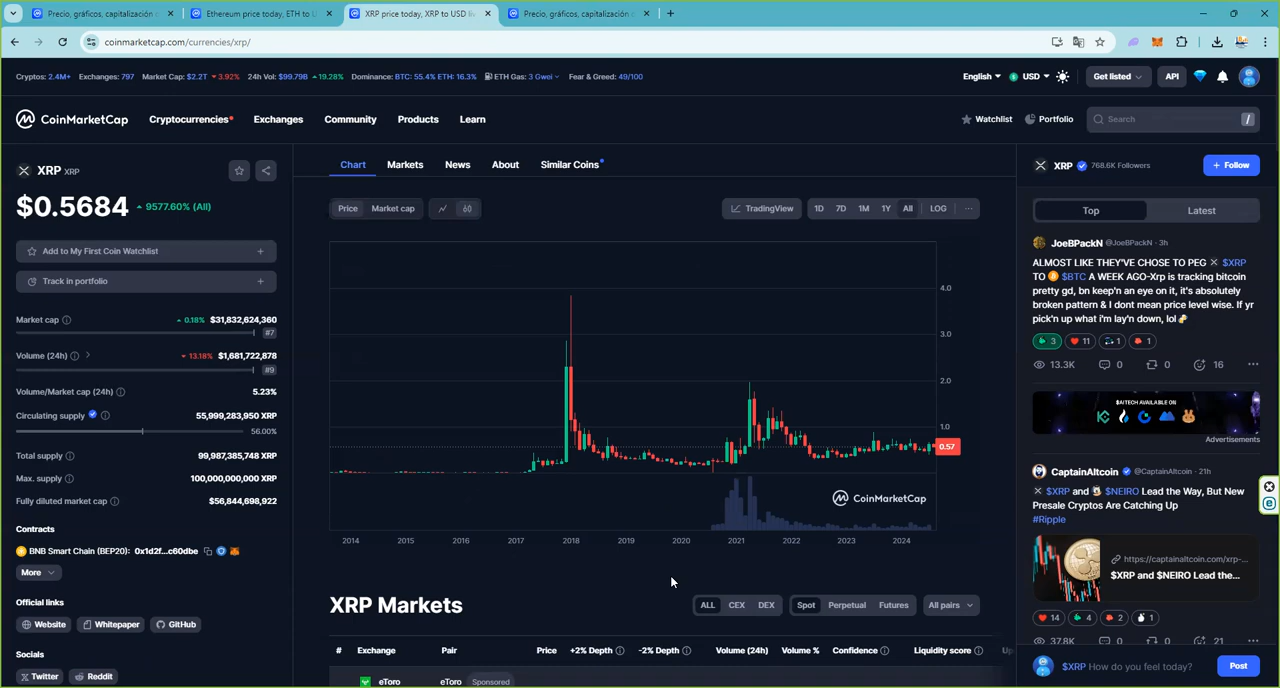 Precio, gráficos, capitalización
Ethereum price today, ETH to U
XRP price today, XRP to USD liv
Precio, gráficos, capitalización
coinmarketcap.com/currencies/xrp/
Cryptos: 2.4M+ Exchanges: 797 Market Cap: $2.2T 3.92% 24h Vol: $99.79B 19.28% Dominance: BTC: 55.4% ETH: 16.3% ETH Gas: 3 Gwei Fear & Greed: 49/100
English USD Get listed API
CoinMarketCap Cryptocurrencies Exchanges Community Products Learn
Watchlist Portfolio Search /
XRP XRP
$0.5684 9577.60% (All)
Add to My First Coin Watchlist +
Track in portfolio +
Market cap 0.18% $31,832,624,360
#7
Volume (24h) 13.18% $1,681,722,878
#9
Volume/Market cap (24h) 5.23%
Circulating supply 55,999,283,950 XRP
56.00%
Total supply 99,987,385,748 XRP
Max. supply 100,000,000,000 XRP
Fully diluted market cap $56,844,698,922
Contracts
BNB Smart Chain (BEP20): 0x1d2f...c60dbe
More
Official links
Website Whitepaper GitHub
Socials
Twitter Reddit
Chart Markets News About Similar Coins
Price Market cap
TradingView 1D 7D 1M 1Y All LOG ...
4.0
3.0
2.0
1.0
0.57
CoinMarketCap
2014 2015 2016 2017 2018 2019 2020 2021 2022 2023 2024
XRP Markets
ALL CEX DEX Spot Perpetual Futures All pairs
# Exchange Pair Price +2% Depth -2% Depth Volume (24h) Volume % Confidence Liquidity score
eToro eToro Sponsored
XRP 768.6K Followers + Follow
Top Latest
JoeBPackN @JoeBPackN · 3h
ALMOST LIKE THEY'VE CHOSE TO PEG $XRP
TO $BTC A WEEK AGO-Xrp is tracking bitcoin
pretty gd, bn keep'n an eye on it, it's absolutely
broken pattern & I dont mean price level wise. If yr
pick'n up what i'm lay'n down, lol
3 11 1 1
13.3K 0 0 16 ...
$AITECH AVAILABLE ON
Advertisements
CaptainAltcoin @CaptainAltcoin · 21h
$XRP and $NEIRO Lead the Way, But New
Presale Cryptos Are Catching Up
#Ripple
https://captainaltcoin.com/xrp-...
$XRP and $NEIRO Lead the...
14 4 2 1
37.8K 0 0 21 ...
$XRP How do you feel today? Post